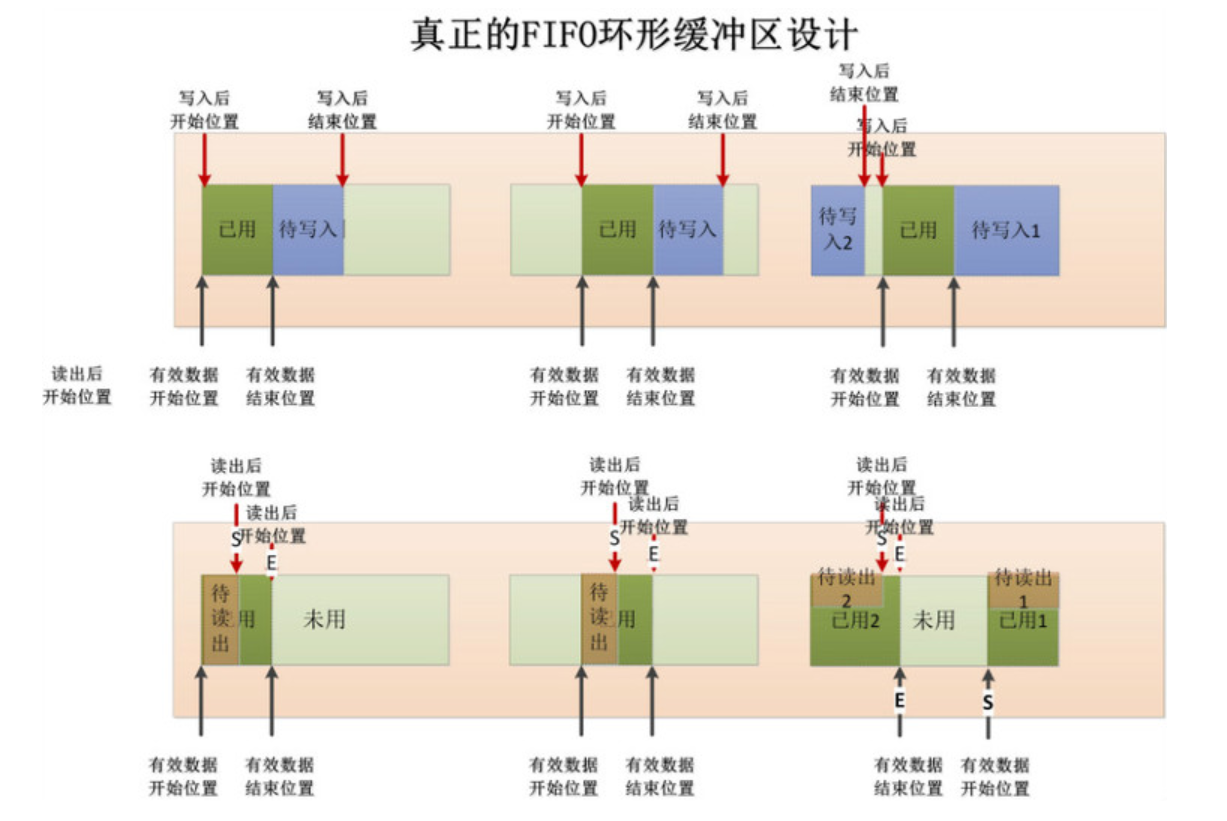 真正的FIFO环形缓冲区设计
写入后
开始位置
写入后
结束位置
写入后
开始位置
写入后
结束位置
写入后
结束位置
写入后
开始位置
已用
待写入
已用
待写入
待写
入2
已用
待写入1
读出后
开始位置
有效数据
开始位置
有效数据
结束位置
有效数据
开始位置
有效数据
结束位置
有效数据
开始位置
有效数据
结束位置
读出后
开始位置
读出后
开始位置
S
E
读出后
开始位置
读出后
开始位置
S
E
读出后
开始位置
读出后
开始位置
S
E
待
读
出
用
未用
待
读
出
用
待读出
2
已用2
未用
待读出
1
已用1
E
S
有效数据
开始位置
有效数据
结束位置
有效数据
开始位置
有效数据
结束位置
有效数据
结束位置
有效数据
开始位置